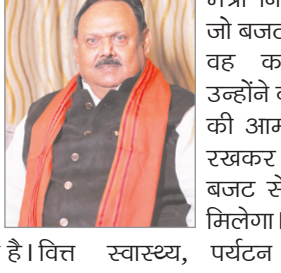 जो बजट
वह
उन्होंने
की आम
रखकर
बजट से
मिलेगा।
है। वित्त स्वास्थ्य, पर्यटन